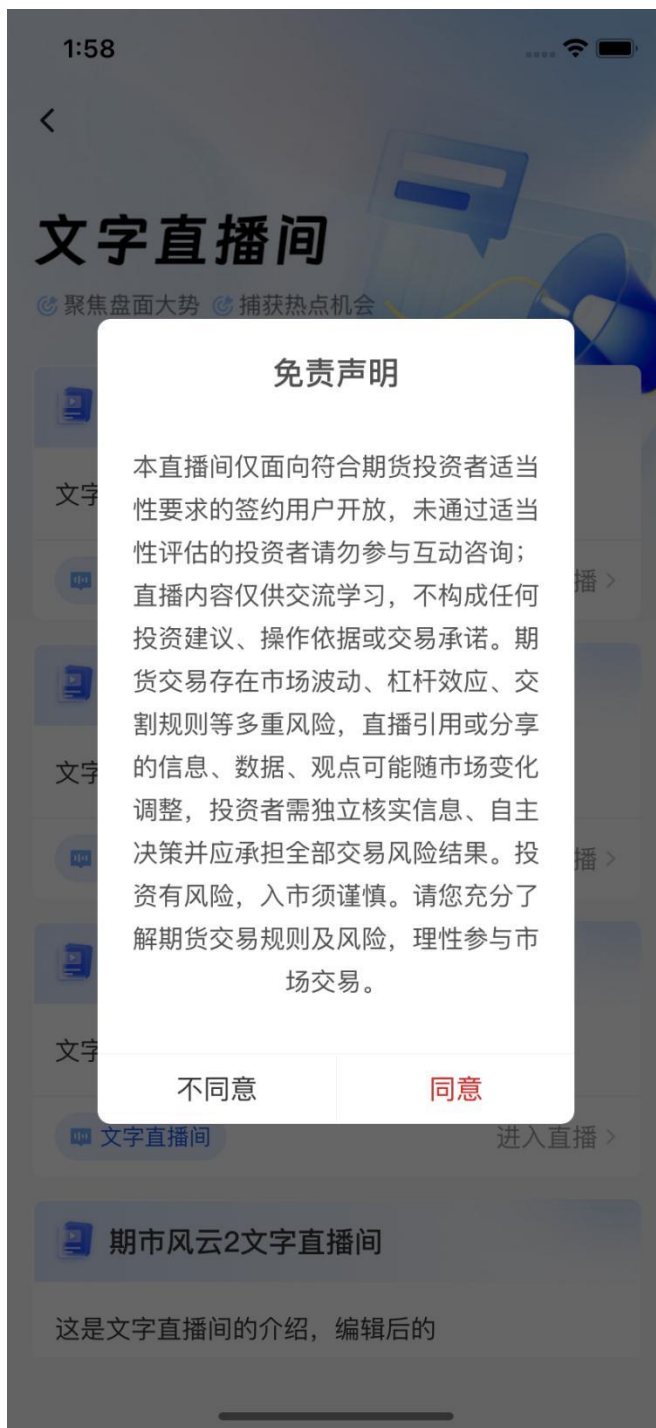 1:58
文字直播间
聚焦盘面大势 捕获热点机会
免责声明
本直播间仅面向符合期货投资者适当
性要求的签约用户开放，未通过适当
性评估的投资者请勿参与互动咨询；
直播内容仅供交流学习，不构成任何
投资建议、操作依据或交易承诺。期
货交易存在市场波动、杠杆效应、交
割规则等多重风险，直播引用或分享
的信息、数据、观点可能随市场变化
调整，投资者需独立核实信息、自主
决策并应承担全部交易风险结果。投
资有风险，入市须谨慎。请您充分了
解期货交易规则及风险，理性参与市
场交易。
文字
播
文字
播
文字
不同意 同意
文字直播间 进入直播
期市风云2文字直播间
这是文字直播间的介绍，编辑后的